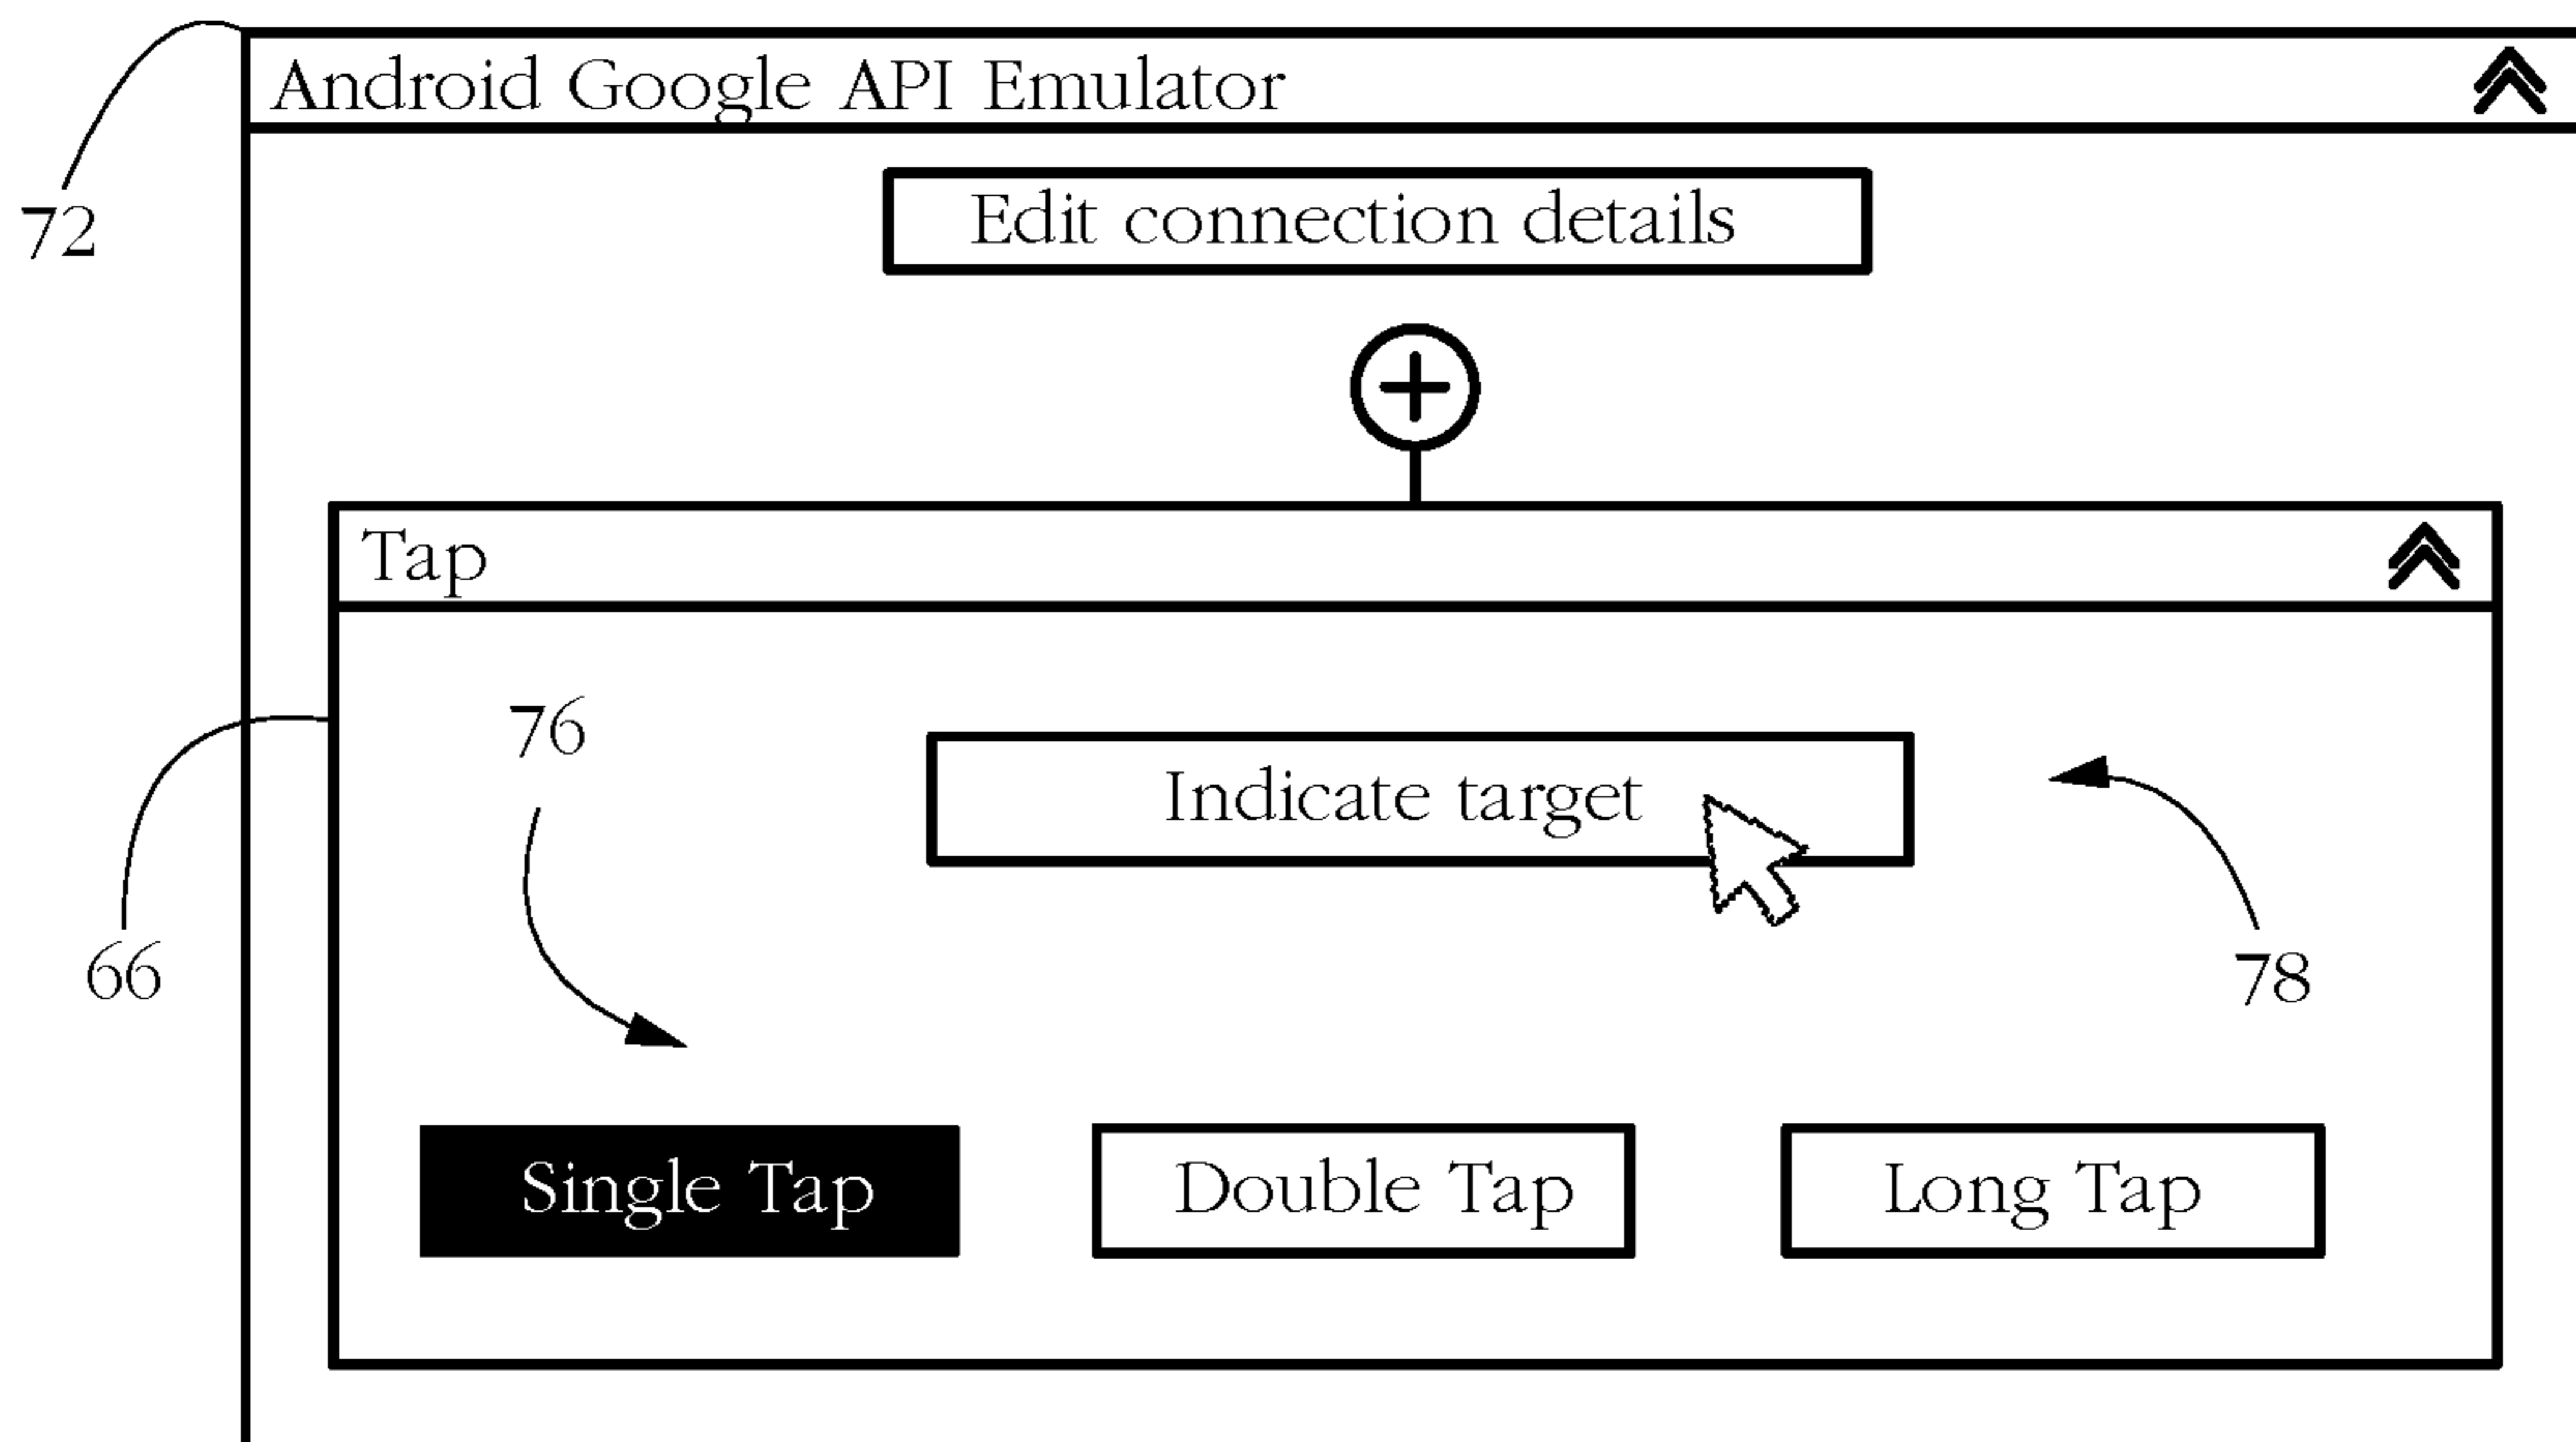 Android Google API Emulator
72
Edit connection details
Tap
76
Indicate target
66
78
Single Tap
Double Tap
Long Tap